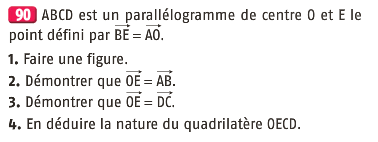 90 ABCD est un parallélogramme de centre O et E le
point défini par $\overrightarrow{BE} = \overrightarrow{AO}$.
1. Faire une figure.
2. Démontrer que $\overrightarrow{OE} = \overrightarrow{AB}$.
3. Démontrer que $\overrightarrow{OE} = \overrightarrow{DC}$.
4. En déduire la nature du quadrilatère OECD.